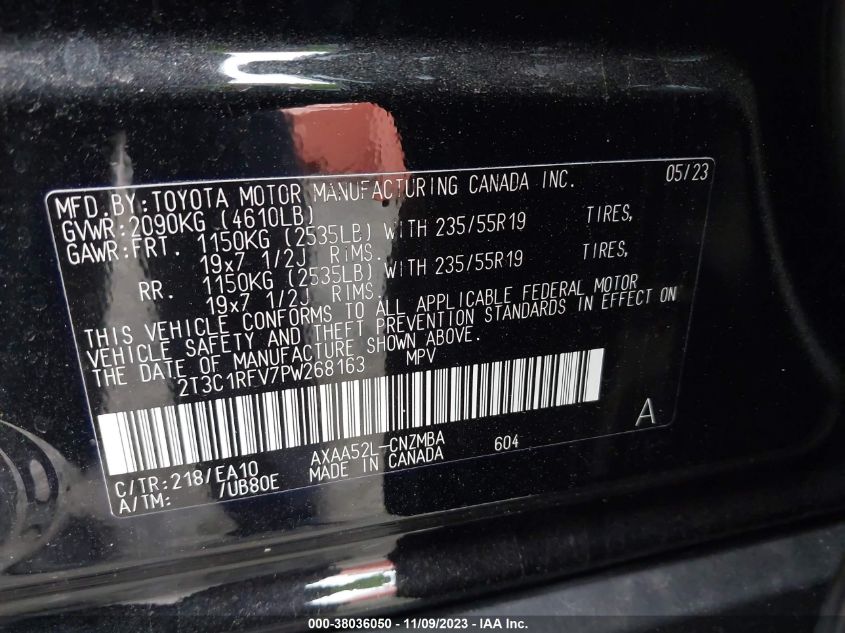 MFD.BY:TOYOTA MOTOR MANUFACTURING CANADA INC. 05/23
GVWR:2090KG (4610LB)
GAWR:FRT. 1150KG (2535LB) WITH 235/55R19 TIRES,
19x7 1/2J RIMS.
RR. 1150KG (2535LB) WITH 235/55R19 TIRES,
19x7 1/2J RIMS.
THIS VEHICLE CONFORMS TO ALL APPLICABLE FEDERAL MOTOR
VEHICLE SAFETY AND THEFT PREVENTION STANDARDS IN EFFECT ON
THE DATE OF MANUFACTURE SHOWN ABOVE.
2T3C1RFV7PW268163 MPV
A
AXAA52L-CNZMBA 604
C/TR:218/EA10 MADE IN CANADA
A/TM: /UB80E
000-38036050 - 11/09/2023 - IAA Inc.